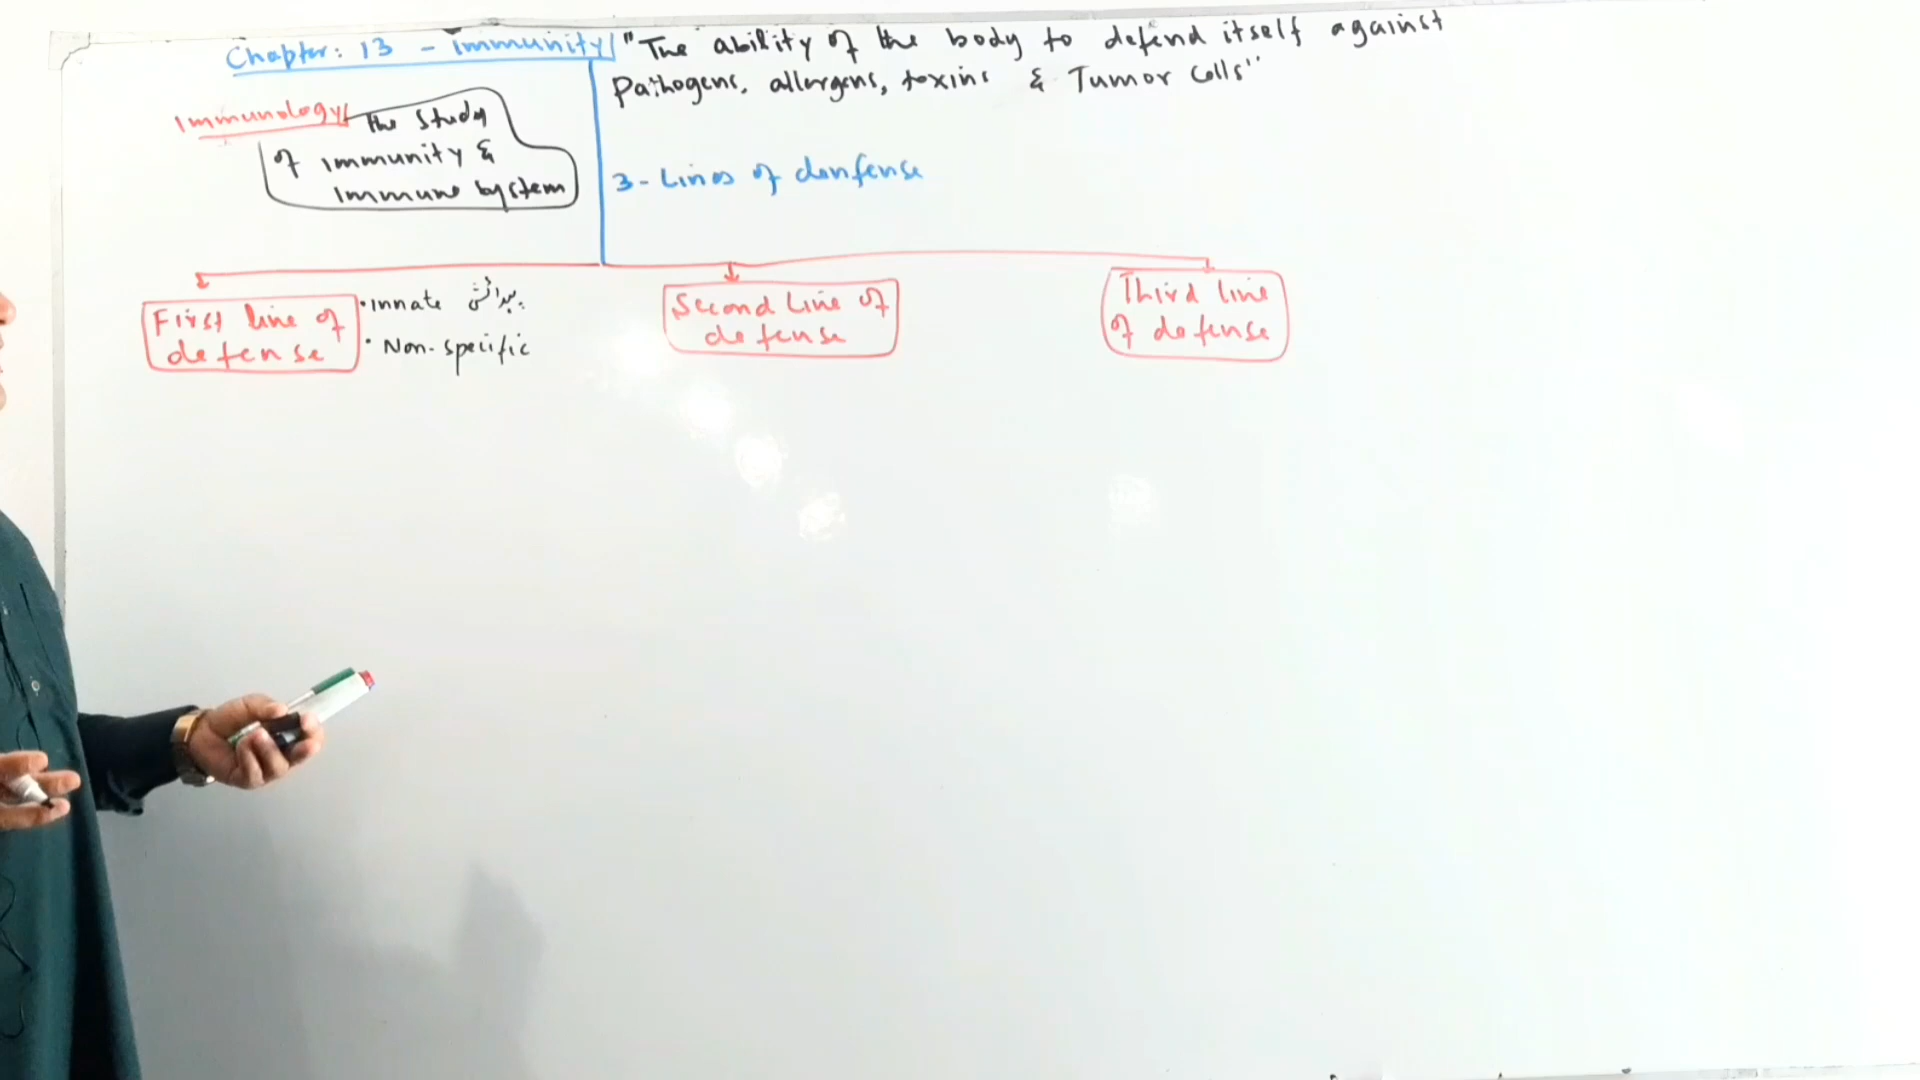 Chapter: 13 - Immunity
"The ability of the body to defend itself against
Pathogens, allergens, toxins & Tumor Cells"
Immunology
the study
of immunity &
Immune System
3- Lines of denfense
First line of
defense
• Innate پیدائشی
• Non-specific
Second Line of
defense
Third line
of defense